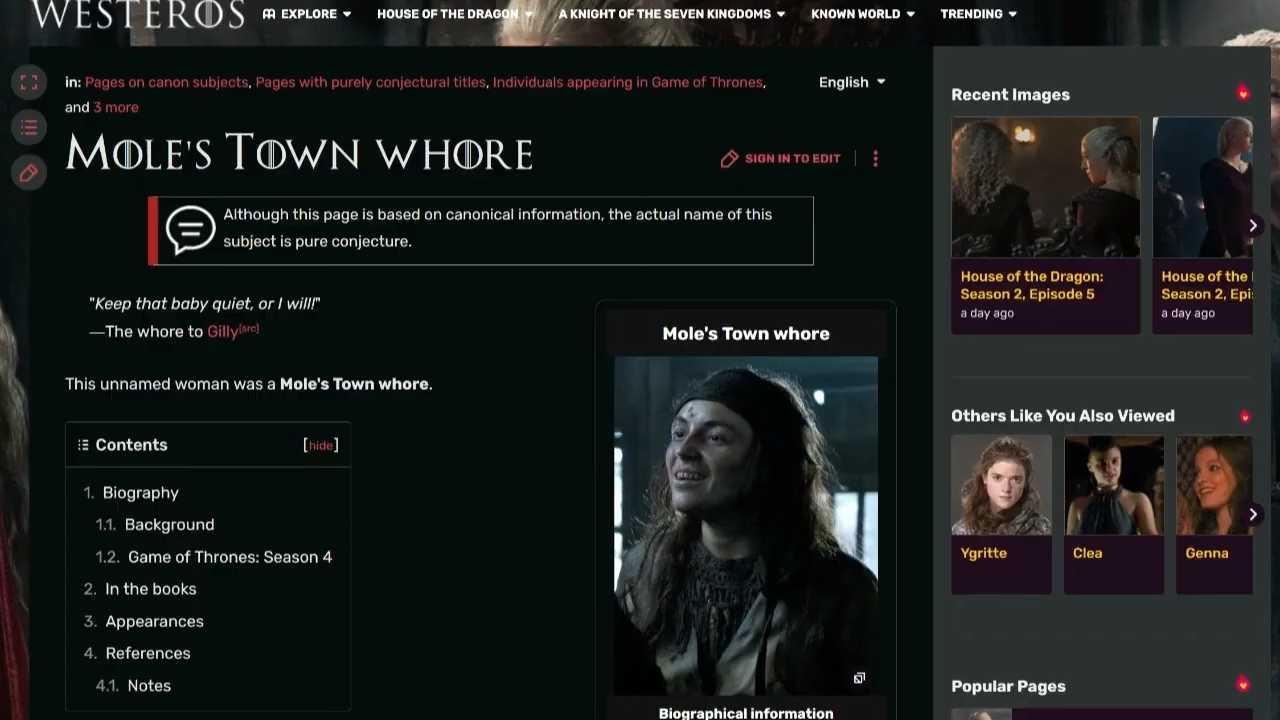 WESTEROS
EXPLORE
HOUSE OF THE DRAGON
A KNIGHT OF THE SEVEN KINGDOMS
KNOWN WORLD
TRENDING
in: Pages on canon subjects, Pages with purely conjectural titles, Individuals appearing in Game of Thrones,
and 3 more
English
MOLE'S TOWN WHORE
SIGN IN TO EDIT
Although this page is based on canonical information, the actual name of this
subject is pure conjecture.
"Keep that baby quiet, or I will!"
—The whore to Gilly[src]
This unnamed woman was a Mole's Town whore.
Contents [hide]
1. Biography
1.1. Background
1.2. Game of Thrones: Season 4
2. In the books
3. Appearances
4. References
4.1. Notes
Mole's Town whore
Biographical information
Recent Images
House of the Dragon:
Season 2, Episode 5
a day ago
House of the
Season 2, Epi
a day ago
Others Like You Also Viewed
Ygritte
Clea
Genna
Popular Pages